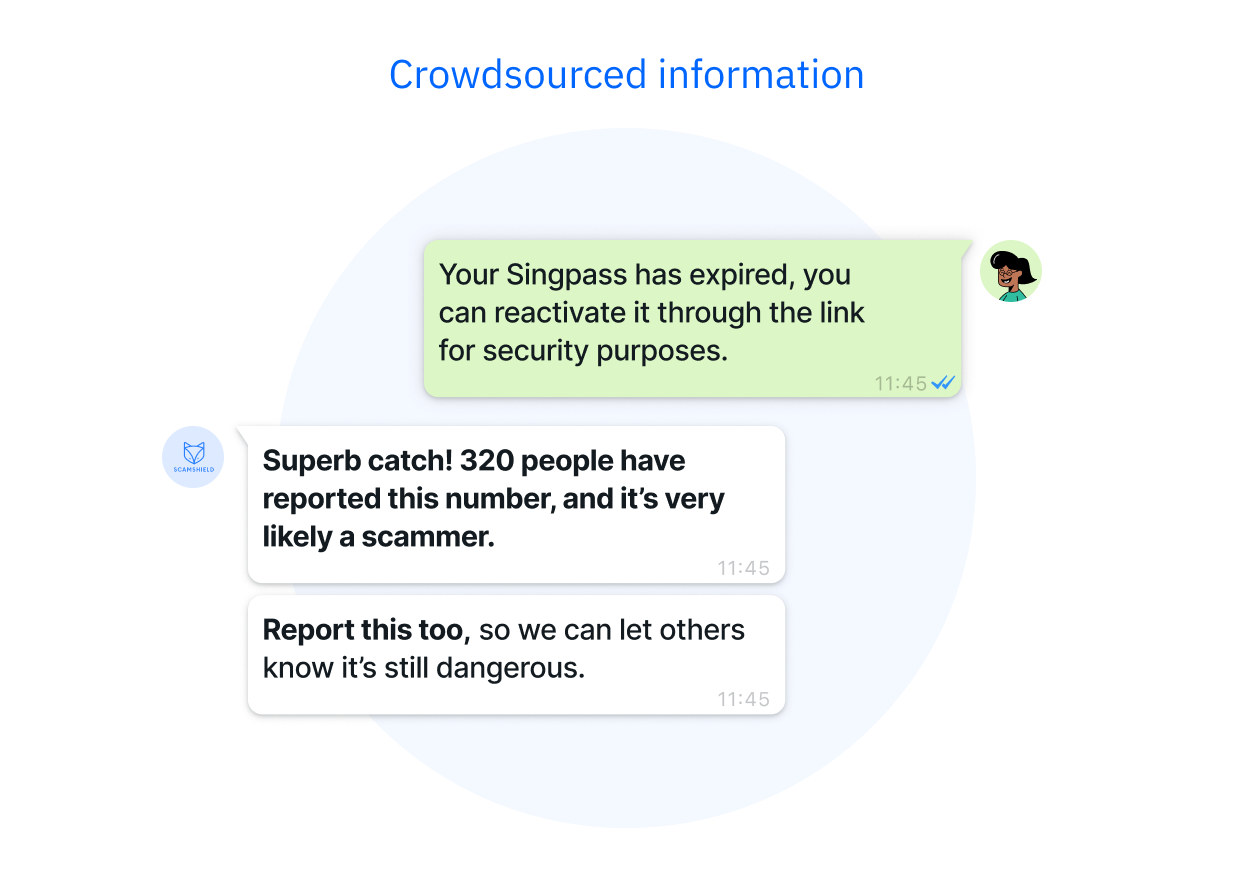 Crowdsourced information
Your Singpass has expired, you
can reactivate it through the link
for security purposes.
11:45
SCAMSHIELD
Superb catch! 320 people have
reported this number, and it’s very
likely a scammer.
11:45
Report this too, so we can let others
know it’s still dangerous.
11:45